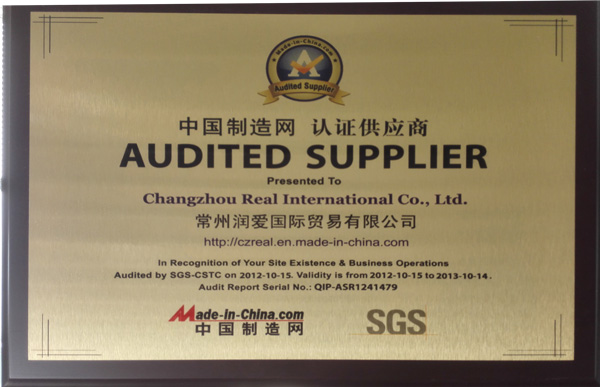 Made-in-China.com
A
Audited Supplier
中国制造网 认证供应商
AUDITED SUPPLIER
Presented To
Changzhou Real International Co., Ltd.
常州润爱国际贸易有限公司
http://czreal.en.made-in-china.com
In Recognition of Your Site Existence & Business Operations
Audited by SGS-CSTC on 2012-10-15. Validity is from 2012-10-15 to 2013-10-14.
Audit Report Serial No.: QIP-ASR1241479
Made-in-China.com
中国制造网
SGS